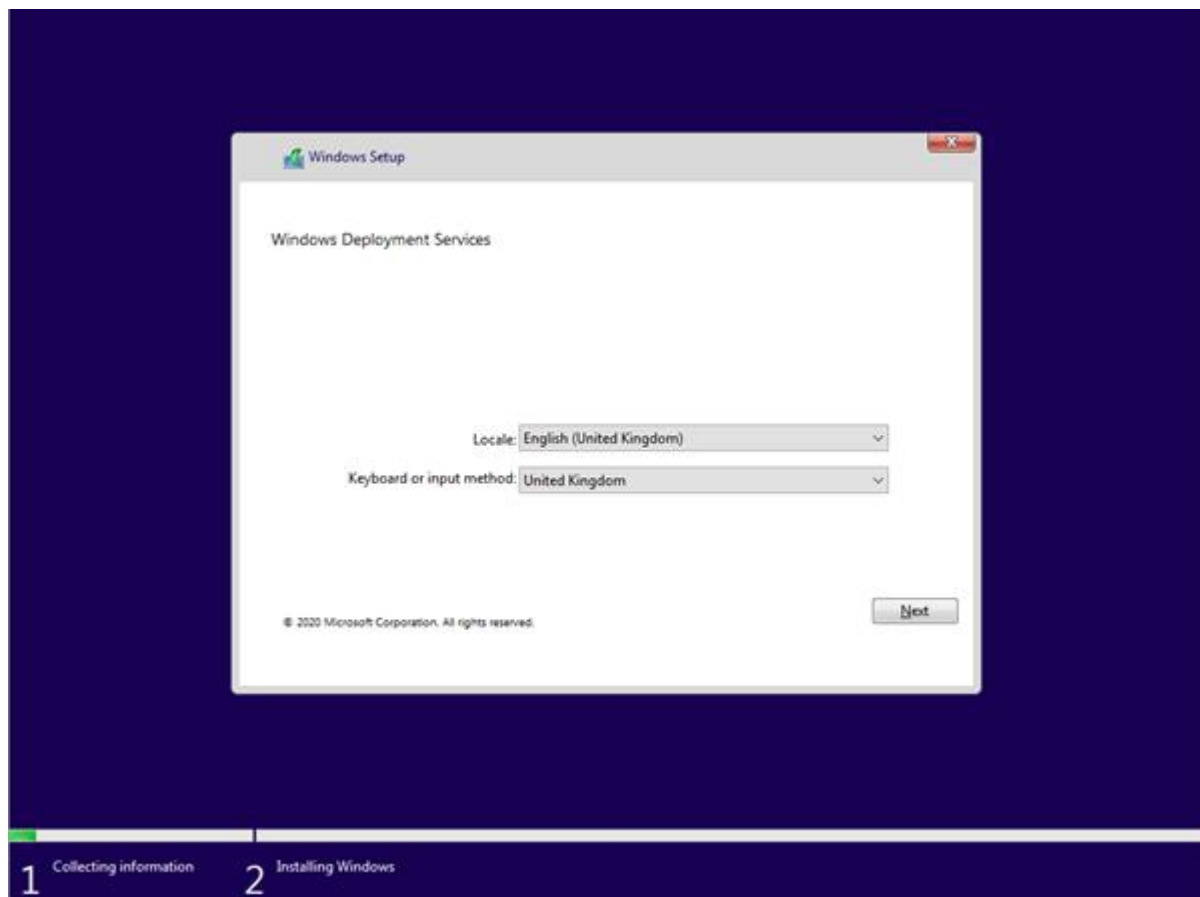 Windows Setup
Windows Deployment Services
Locale: English (United Kingdom)
Keyboard or input method: United Kingdom
Next
© 2020 Microsoft Corporation. All rights reserved.
1 Collecting information 2 Installing Windows